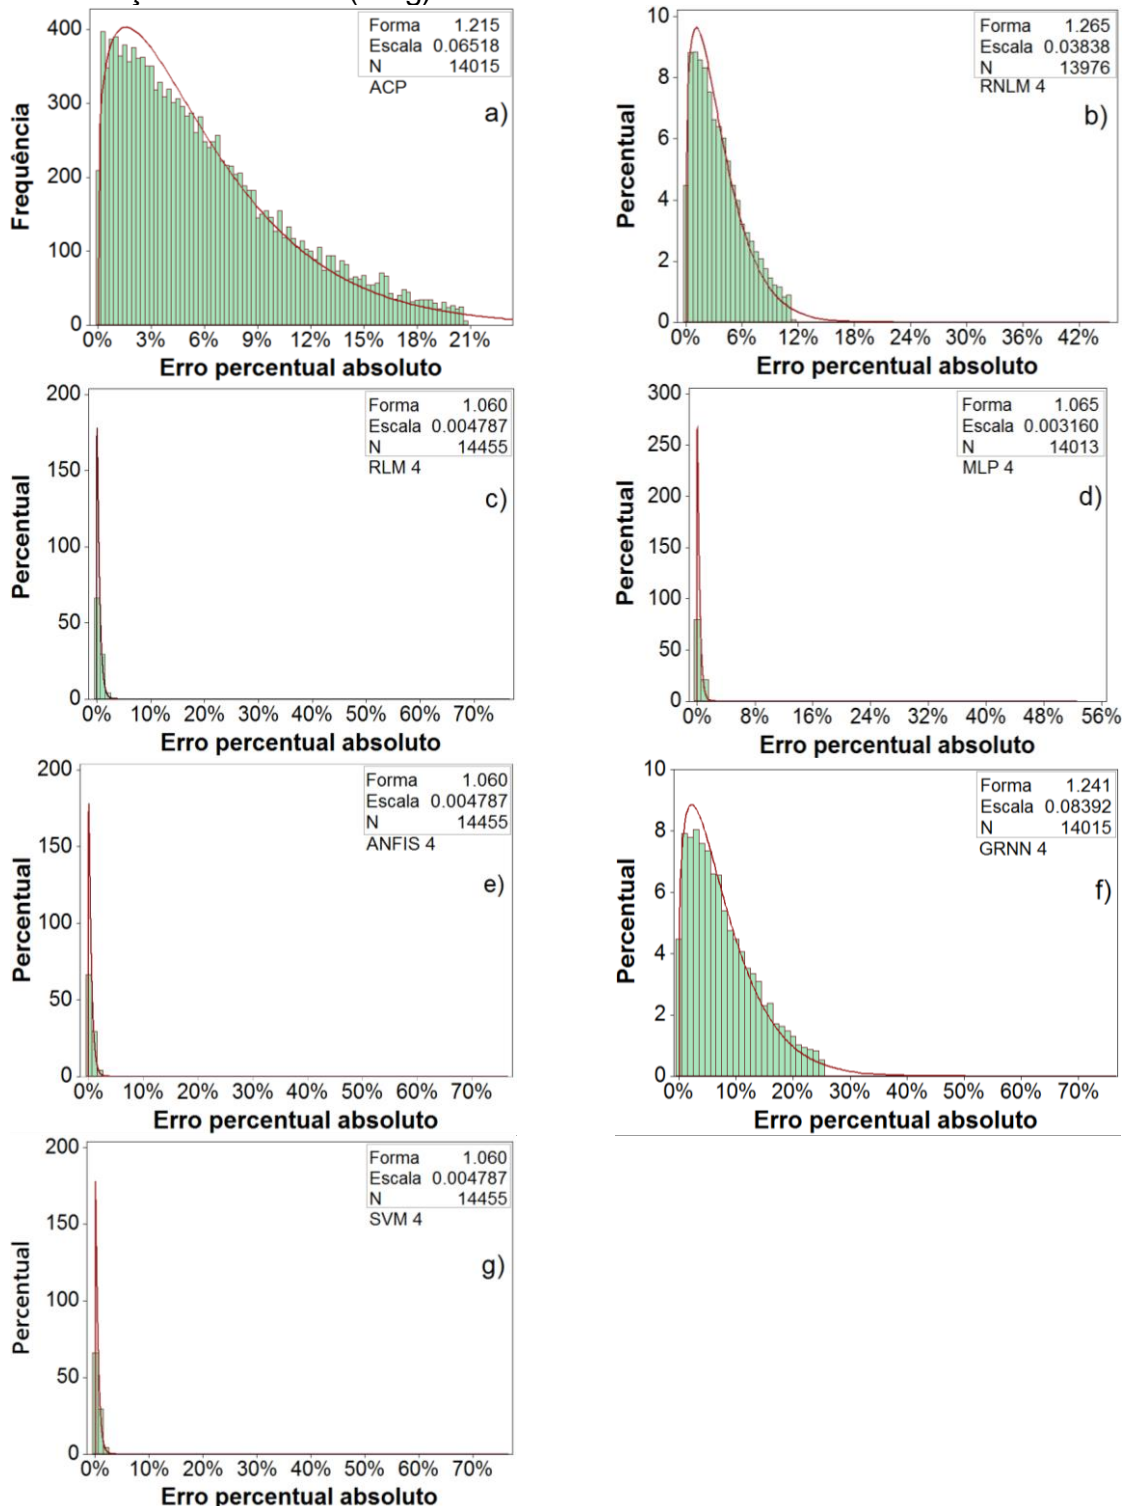 400
300
200
100
0
Frequência
Forma 1.215
Escala 0.06518
N 14015
ACP
a)
0% 3% 6% 9% 12% 15% 18% 21%
Erro percentual absoluto
10
8
6
4
2
0
Percentual
Forma 1.265
Escala 0.03838
N 13976
RNLM 4
b)
0% 6% 12% 18% 24% 30% 36% 42%
Erro percentual absoluto
200
150
100
50
0
Percentual
Forma 1.060
Escala 0.004787
N 14455
RLM 4
c)
0% 10% 20% 30% 40% 50% 60% 70%
Erro percentual absoluto
300
250
200
150
100
50
0
Percentual
Forma 1.065
Escala 0.003160
N 14013
MLP 4
d)
0% 8% 16% 24% 32% 40% 48% 56%
Erro percentual absoluto
200
150
100
50
0
Percentual
Forma 1.060
Escala 0.004787
N 14455
ANFIS 4
e)
0% 10% 20% 30% 40% 50% 60% 70%
Erro percentual absoluto
10
8
6
4
2
0
Percentual
Forma 1.241
Escala 0.08392
N 14015
GRNN 4
f)
0% 10% 20% 30% 40% 50% 60% 70%
Erro percentual absoluto
200
150
100
50
0
Percentual
Forma 1.060
Escala 0.004787
N 14455
SVM 4
g)
0% 10% 20% 30% 40% 50% 60% 70%
Erro percentual absoluto